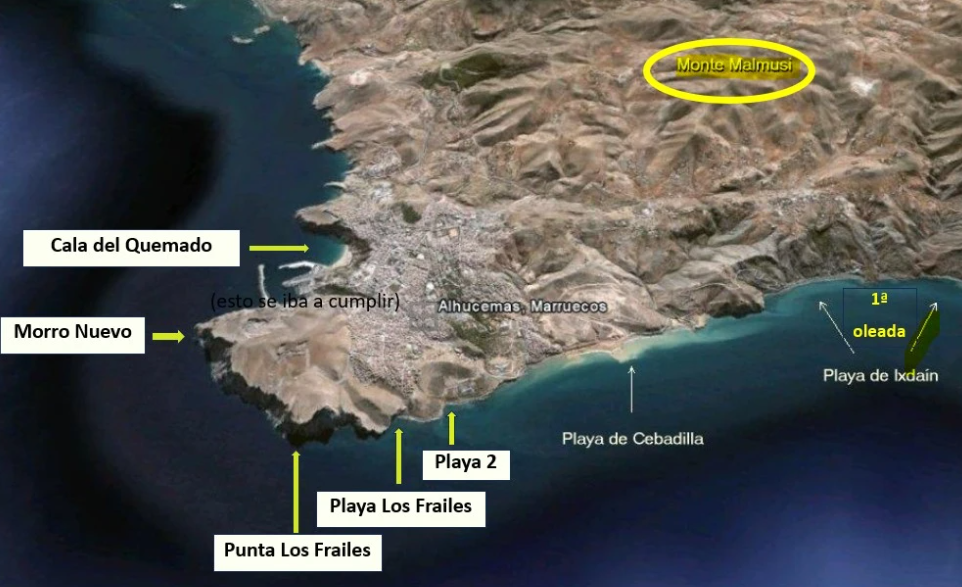 Monte Malmusi
Cala del Quemado
(esto se iba a cumplir)
Alhucemas, Marruecos
1ª
oleada
Morro Nuevo
Playa de Ixdaín
Playa de Cebadilla
Playa 2
Playa Los Frailes
Punta Los Frailes